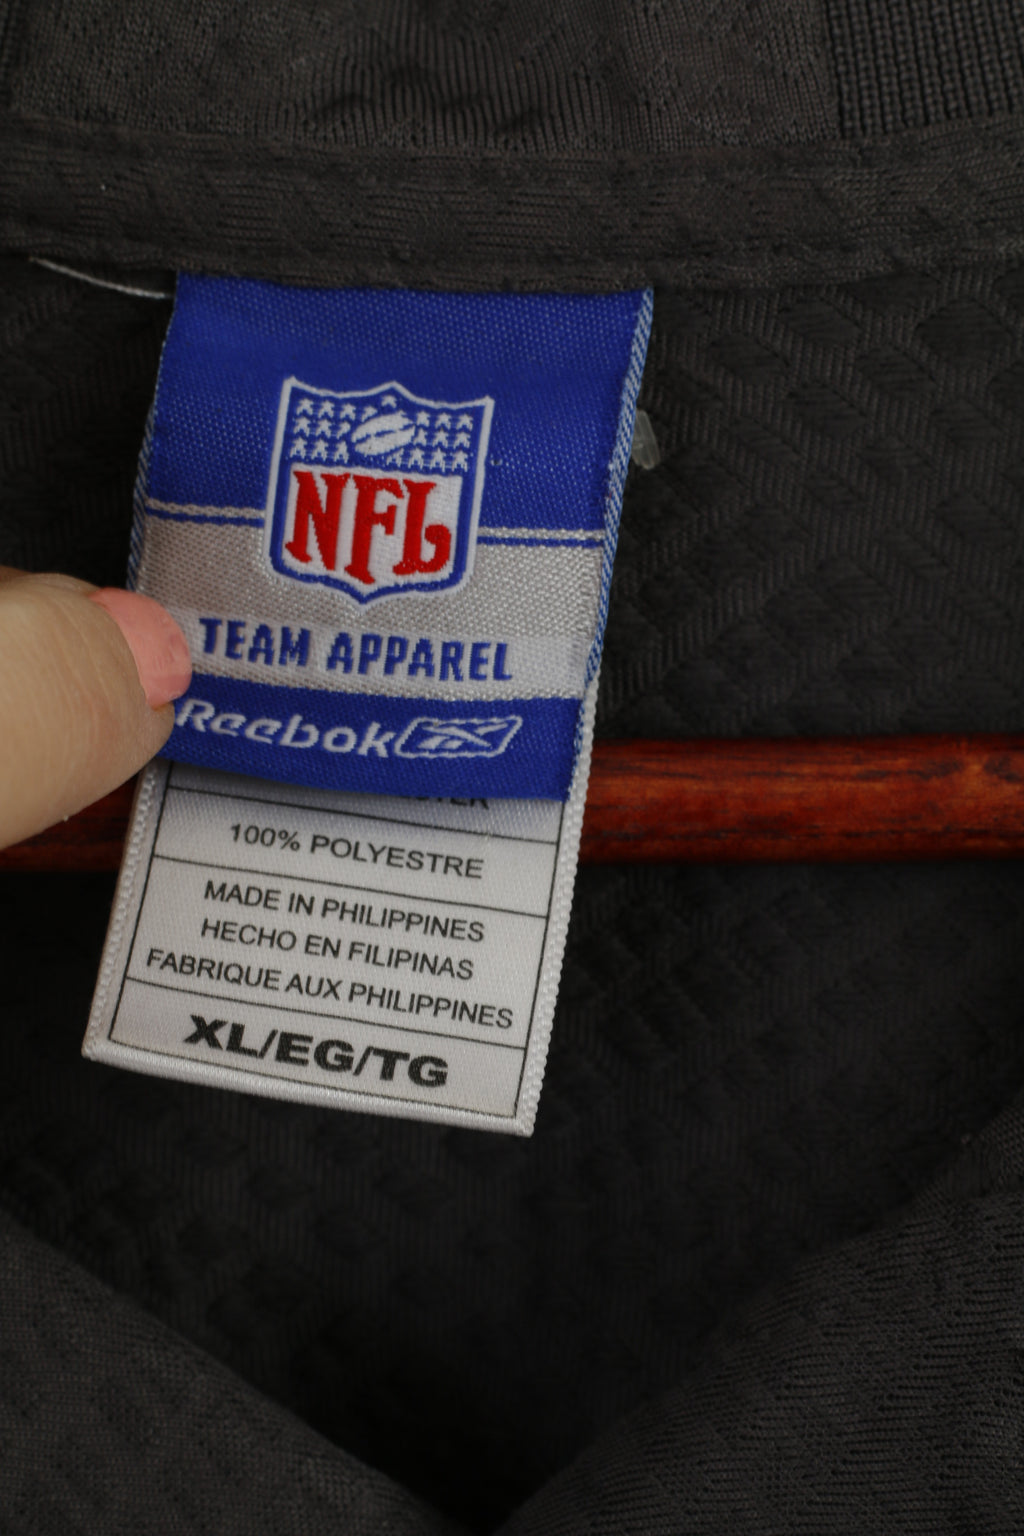 NFL
TEAM APPAREL
Reebok
100% POLYESTRE
MADE IN PHILIPPINES
HECHO EN FILIPINAS
FABRIQUE AUX PHILIPPINES
XL/EG/TG